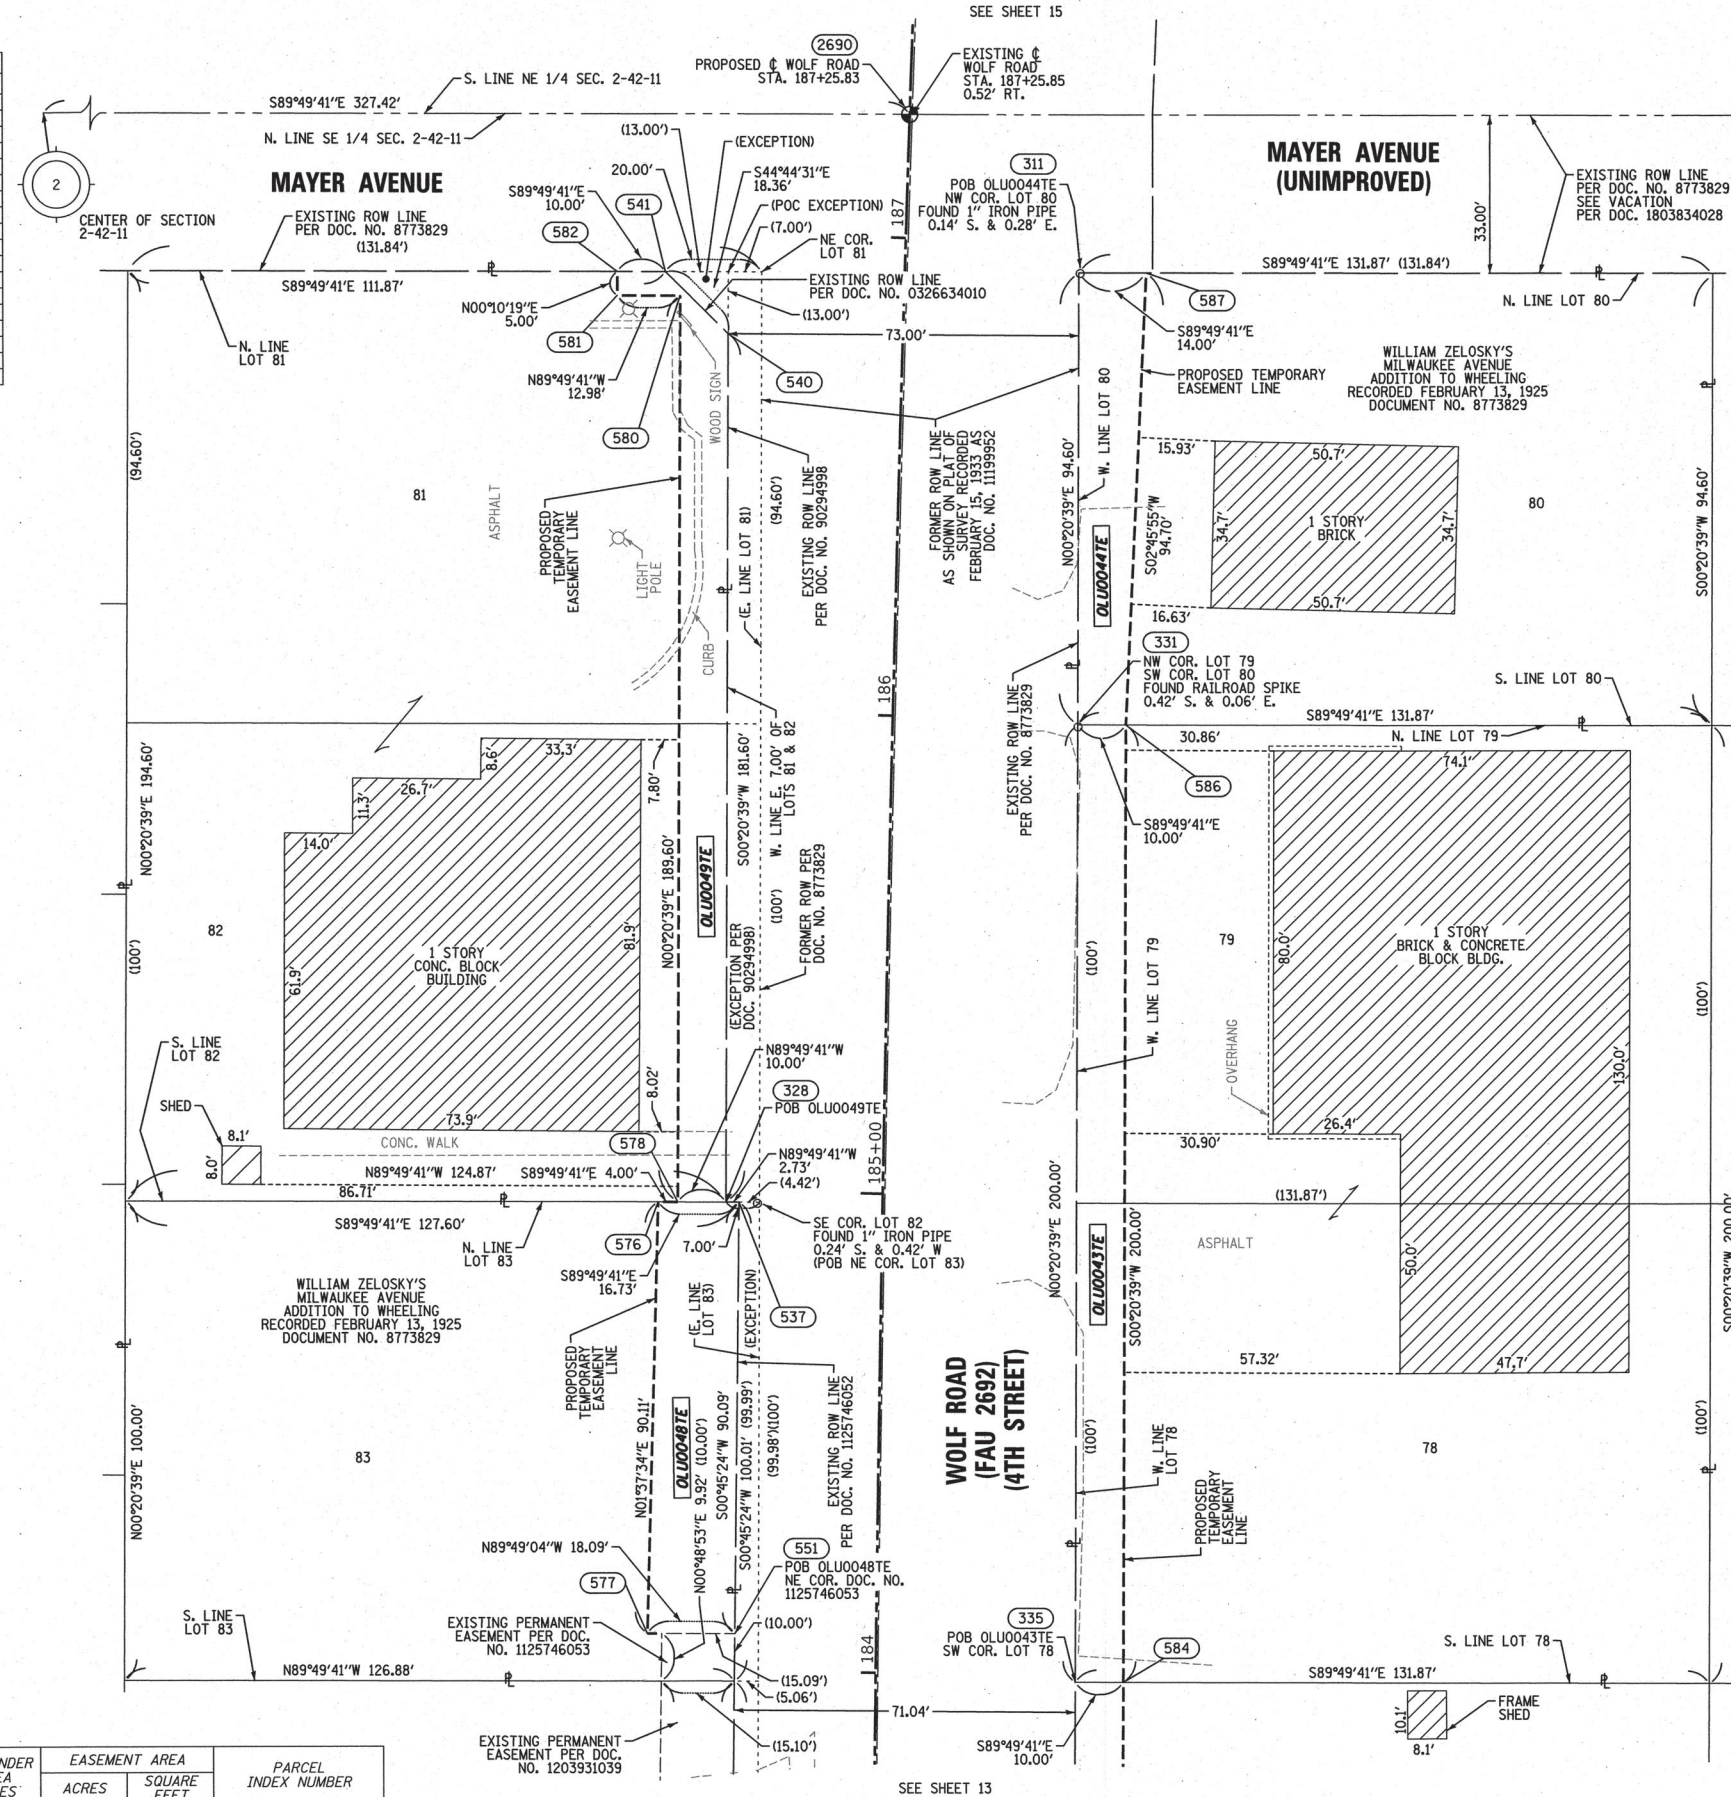 SEE SHEET 15
2690
PROPOSED ℄ WOLF ROAD
STA. 187+25.83
EXISTING ℄
WOLF ROAD
STA. 187+25.85
0.52' RT.
S. LINE NE 1/4 SEC. 2-42-11
S89°49'41"E 327.42'
N. LINE SE 1/4 SEC. 2-42-11
2
CENTER OF SECTION
2-42-11
MAYER AVENUE
EXISTING ROW LINE
PER DOC. NO. 8773829
(131.84')
S89°49'41"E 111.87'
N. LINE
LOT 81
(13.00')
(EXCEPTION)
20.00'
S44°44'31"E
18.36'
S89°49'41"E
10.00'
541
582
(POC EXCEPTION)
(7.00')
NE COR.
LOT 81
EXISTING ROW LINE
PER DOC. NO. 0326634010
(13.00')
N00°10'19"E
5.00'
581
N89°49'41"W
12.98'
580
540
73.00'
187
311
POB OLU0044TE
NW COR. LOT 80
FOUND 1" IRON PIPE
0.14' S. & 0.28' E.
MAYER AVENUE
(UNIMPROVED)
EXISTING ROW LINE
PER DOC. NO. 8773829
SEE VACATION
PER DOC. 1803834028
33.00'
S89°49'41"E 131.87' (131.84')
N. LINE LOT 80
587
S89°49'41"E
14.00'
PROPOSED TEMPORARY
EASEMENT LINE
WILLIAM ZELOSKY'S
MILWAUKEE AVENUE
ADDITION TO WHEELING
RECORDED FEBRUARY 13, 1925
DOCUMENT NO. 8773829
(94.60')
81
ASPHALT
PROPOSED
TEMPORARY
EASEMENT LINE
LIGHT
POLE
WOOD SIGN
CURB
(E. LINE LOT 81)
(94.60')
EXISTING ROW LINE
PER DOC. NO. 90294998
FORMER ROW LINE
AS SHOWN ON PLAT OF
SURVEY RECORDED
FEBRUARY 15, 1933 AS
DOC. NO. 11199952
N00°20'39"E 94.60'
W. LINE LOT 80
OLU0044TE
S02°45'55"W
94.70'
15.93'
50.7'
34.7'
1 STORY
BRICK
34.7'
50.7'
16.63'
80
S00°20'39"W 94.60'
331
NW COR. LOT 79
SW COR. LOT 80
FOUND RAILROAD SPIKE
0.42' S. & 0.06' E.
S. LINE LOT 80
S89°49'41"E 131.87'
N. LINE LOT 79
30.86'
586
S89°49'41"E
10.00'
EXISTING ROW LINE
PER DOC. NO. 8773829
186
N00°20'39"E 194.60'
(100')
82
33.3'
8.6'
26.7'
11.3'
14.0'
61.9'
1 STORY
CONC. BLOCK
BUILDING
81.9'
73.9'
7.80'
N00°20'39"E 189.60'
OLU0049TE
S00°20'39"W 181.60'
W. LINE E. 7.00' OF
LOTS 81 & 82
(100')
(EXCEPTION PER
DOC. 90294998)
FORMER ROW PER
DOC. NO. 8773829
74.1'
79
1 STORY
BRICK & CONCRETE
BLOCK BLDG.
80.0'
130.0'
(100')
(100')
W. LINE LOT 79
OVERHANG
26.4'
30.90'
S. LINE
LOT 82
SHED
8.1'
8.0'
CONC. WALK
8.02'
N89°49'41"W
10.00'
328
POB OLU0049TE
578
N89°49'41"W
2.73'
(4.42')
185+00
N89°49'41"W 124.87'
S89°49'41"E 4.00'
86.71'
S89°49'41"E 127.60'
N. LINE
LOT 83
576
7.00'
SE COR. LOT 82
FOUND 1" IRON PIPE
0.24' S. & 0.42' W
(POB NE COR. LOT 83)
S89°49'41"E
16.73'
537
(131.87')
ASPHALT
N00°20'39"E 200.00'
OLU0043TE
S00°20'39"W 200.00'
50.0'
57.32'
47.7'
S00°20'39"W 200.00'
WILLIAM ZELOSKY'S
MILWAUKEE AVENUE
ADDITION TO WHEELING
RECORDED FEBRUARY 13, 1925
DOCUMENT NO. 8773829
PROPOSED
TEMPORARY
EASEMENT
LINE
(E. LINE
LOT 83)
(EXCEPTION)
N00°20'39"E 100.00'
83
N01°37'34"E 90.11'
OLU0048TE
N00°48'53"E 9.92' (10.00')
S00°45'24"W 90.09'
S00°45'24"W 100.01' (99.99')
(99.98')(100')
EXISTING ROW LINE
PER DOC. NO. 1125746052
WOLF ROAD
(FAU 2692)
(4TH STREET)
(100')
W. LINE
LOT 78
PROPOSED
TEMPORARY
EASEMENT
LINE
78
(100')
N89°49'04"W 18.09'
577
551
POB OLU0048TE
NE COR. DOC. NO.
1125746053
EXISTING PERMANENT
EASEMENT PER DOC.
NO. 1125746053
(10.00')
184
S. LINE
LOT 83
N89°49'41"W 126.88'
(15.09')
(5.06')
71.04'
(15.10')
EXISTING PERMANENT
EASEMENT PER DOC.
NO. 1203931039
335
POB OLU0043TE
SW COR. LOT 78
584
S. LINE LOT 78
S89°49'41"E 131.87'
S89°49'41"E
10.00'
10.1'
8.1'
FRAME
SHED
SEE SHEET 13
EASEMENT AREA
ACRES
SQUARE
FEET
PARCEL
INDEX NUMBER